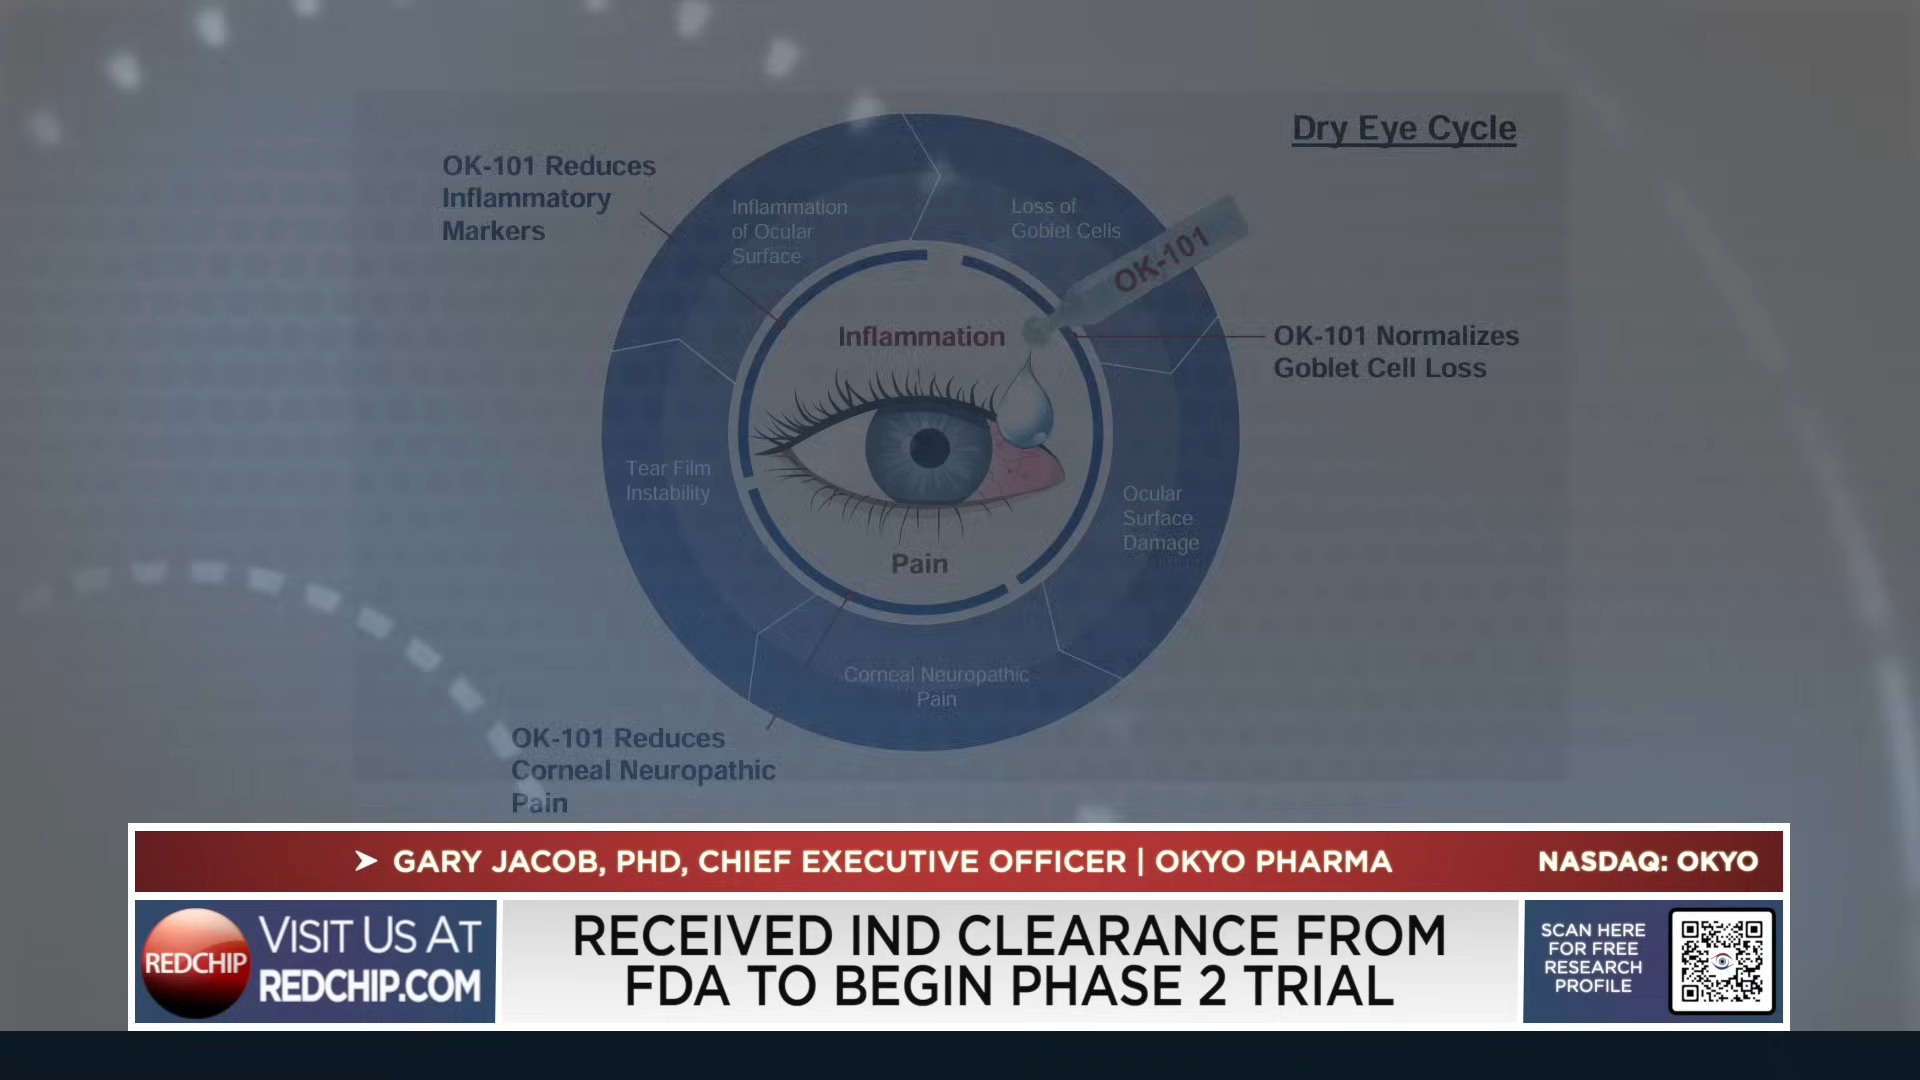 Dry Eye Cycle
OK-101 Reduces
Inflammatory
Markers
Inflammation
of Ocular
Surface
Loss of
Goblet Cells
OK-101
Inflammation
OK-101 Normalizes
Goblet Cell Loss
Tear Film
Instability
Ocular
Surface
Damage
Pain
Corneal Neuropathic
Pain
OK-101 Reduces
Corneal Neuropathic
Pain
➤ GARY JACOB, PHD, CHIEF EXECUTIVE OFFICER | OKYO PHARMA
NASDAQ: OKYO
REDCHIP
VISIT US AT
REDCHIP.COM
RECEIVED IND CLEARANCE FROM
FDA TO BEGIN PHASE 2 TRIAL
SCAN HERE
FOR FREE
RESEARCH
PROFILE